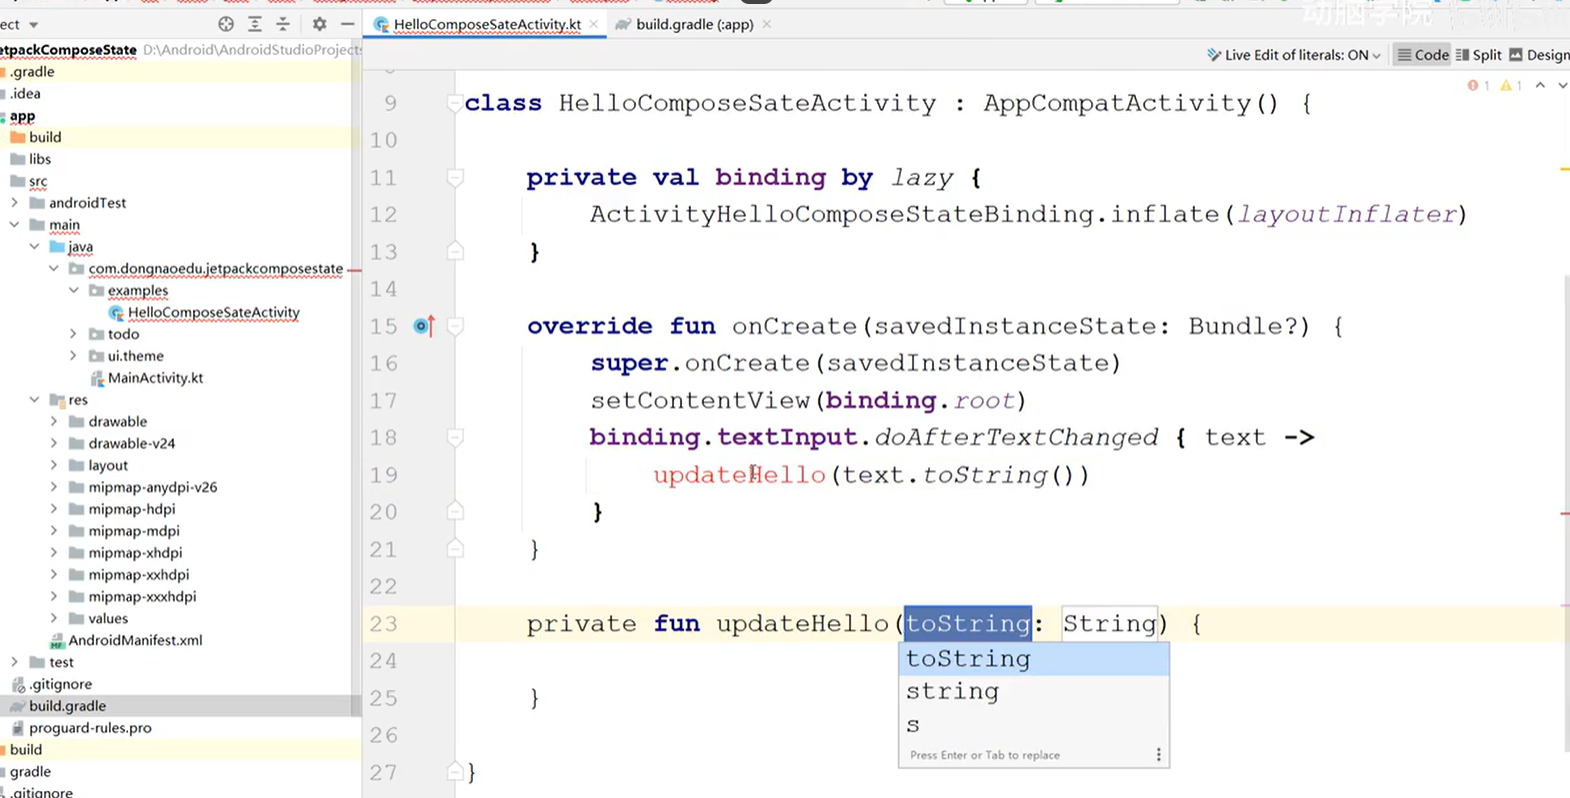 动脑学院
ect
HelloComposeSateActivity.kt
build.gradle (:app)
etpackComposeState D:\Android\AndroidStudioProject
Live Edit of literals: ON
Code
Split
Design
.gradle
.idea
app
build
libs
src
androidTest
main
java
com.dongnaoedu.jetpackcomposestate
examples
HelloComposeSateActivity
todo
ui.theme
MainActivity.kt
res
drawable
drawable-v24
layout
mipmap-anydpi-v26
mipmap-hdpi
mipmap-mdpi
mipmap-xhdpi
mipmap-xxhdpi
mipmap-xxxhdpi
values
AndroidManifest.xml
test
.gitignore
build.gradle
proguard-rules.pro
build
gradle
.gitignore
1 1
9 class HelloComposeSateActivity : AppCompatActivity() {
10
11 private val binding by lazy {
12 ActivityHelloComposeStateBinding.inflate(layoutInflater)
13 }
14
15 override fun onCreate(savedInstanceState: Bundle?) {
16 super.onCreate(savedInstanceState)
17 setContentView(binding.root)
18 binding.textInput.doAfterTextChanged { text ->
19 updateHello(text.toString())
20 }
21 }
22
23 private fun updateHello(toString: String) {
24
25 }
26
27 }
toString
string
s
Press Enter or Tab to replace